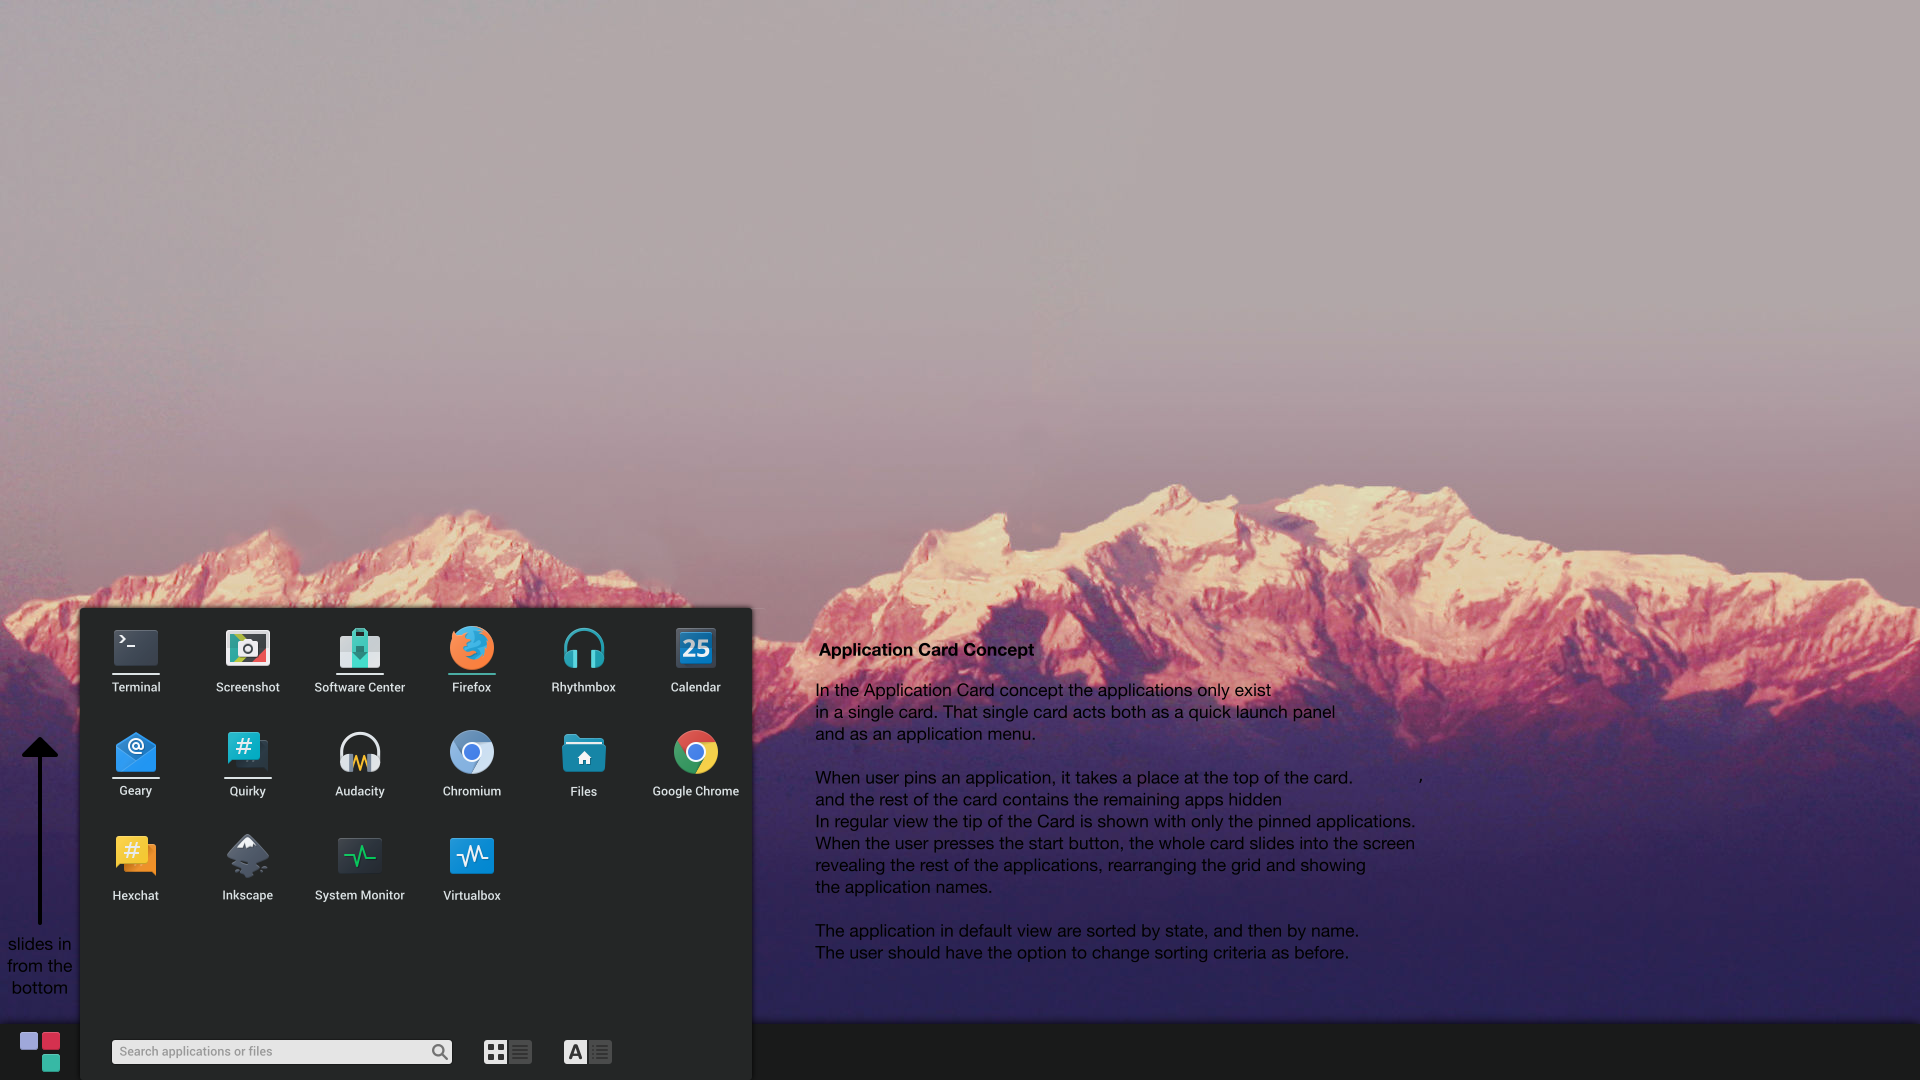 >_
25
Terminal
Screenshot
Software Center
Firefox
Rhythmbox
Calendar
@
#
Geary
Quirky
Audacity
Chromium
Files
Google Chrome
#
Hexchat
Inkscape
System Monitor
Virtualbox
slides in
from the
bottom
Search applications or files
A
Application Card Concept
In the Application Card concept the applications only exist
in a single card. That single card acts both as a quick launch panel
and as an application menu.
When user pins an application, it takes a place at the top of the card. ,
and the rest of the card contains the remaining apps hidden
In regular view the tip of the Card is shown with only the pinned applications.
When the user presses the start button, the whole card slides into the screen
revealing the rest of the applications, rearranging the grid and showing
the application names.
The application in default view are sorted by state, and then by name.
The user should have the option to change sorting criteria as before.